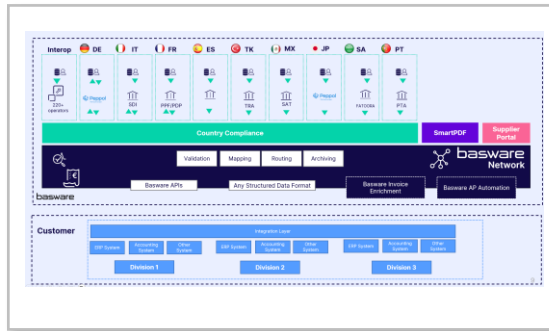 Interop DE IT FR ES TK MX JP SA PT
220+ operators
Peppol
SDI
PPF/PDP
TRA
SAT
Peppol
FATOORA
PTA
Country Compliance
SmartPDF
Supplier Portal
Validation Mapping Routing Archiving
basware
Network
Basware APIs
Any Structured Data Format
Basware Invoice Enrichment
Basware AP Automation
basware
Customer
Integration Layer
ERP System
Accounting System
Other System
ERP System
Accounting System
Other System
ERP System
Accounting System
Other System
Division 1
Division 2
Division 3